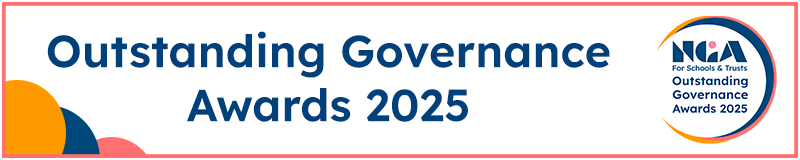 Outstanding Governance
Awards 2025
NGA
For Schools & Trusts
Outstanding
Governance
Awards 2025